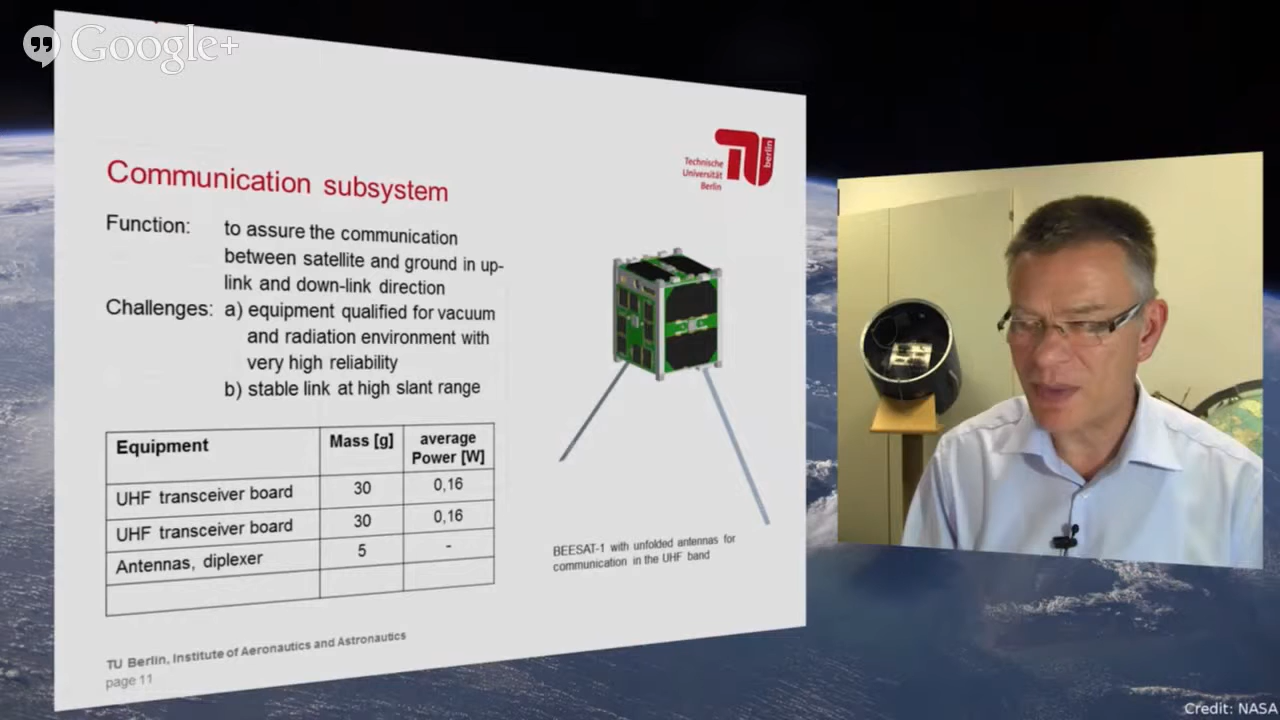 Google+
Communication subsystem
Technische
Universität
Berlin
berlin
Function: to assure the communication
between satellite and ground in up-
link and down-link direction
Challenges: a) equipment qualified for vacuum
and radiation environment with
very high reliability
b) stable link at high slant range
Equipment Mass [g] average
Power [W]
UHF transceiver board 30 0,16
UHF transceiver board 30 0,16
Antennas, diplexer 5 -
BEESAT-1 with unfolded antennas for
communication in the UHF band
TU Berlin, Institute of Aeronautics and Astronautics
page 11
Credit: NASA